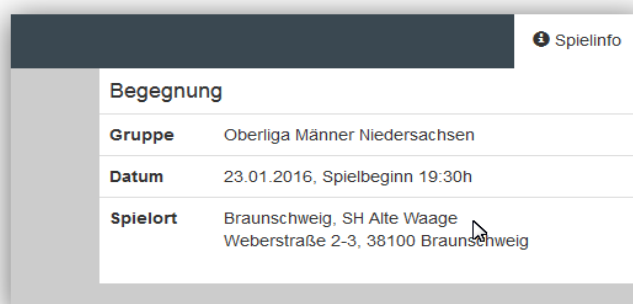 Spielinfo
Begegnung
Gruppe Oberliga Männer Niedersachsen
Datum 23.01.2016, Spielbeginn 19:30h
Spielort Braunschweig, SH Alte Waage
Weberstraße 2-3, 38100 Braunschweig